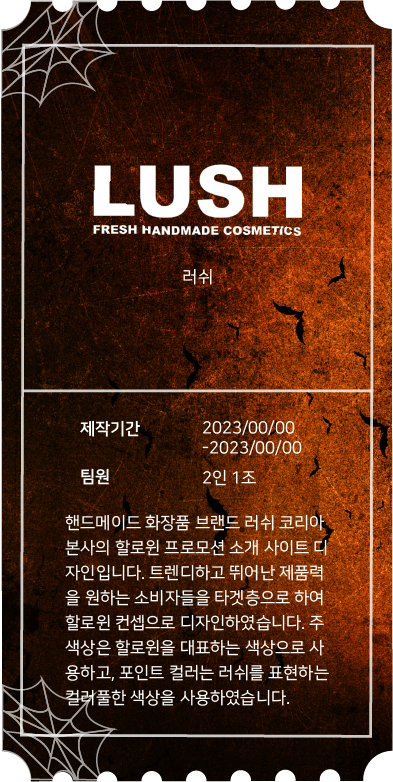 LUSH
FRESH HANDMADE COSMETICS
러쉬
제작기간 2023/00/00
-2023/00/00
팀원 2인 1조
핸드메이드 화장품 브랜드 러쉬 코리아
본사의 할로윈 프로모션 소개 사이트 디
자인입니다. 트렌디하고 뛰어난 제품력
을 원하는 소비자들을 타겟층으로 하여
할로윈 컨셉으로 디자인하였습니다. 주
색상은 할로윈을 대표하는 색상으로 사
용하고, 포인트 컬러는 러쉬를 표현하는
컬러풀한 색상을 사용하였습니다.